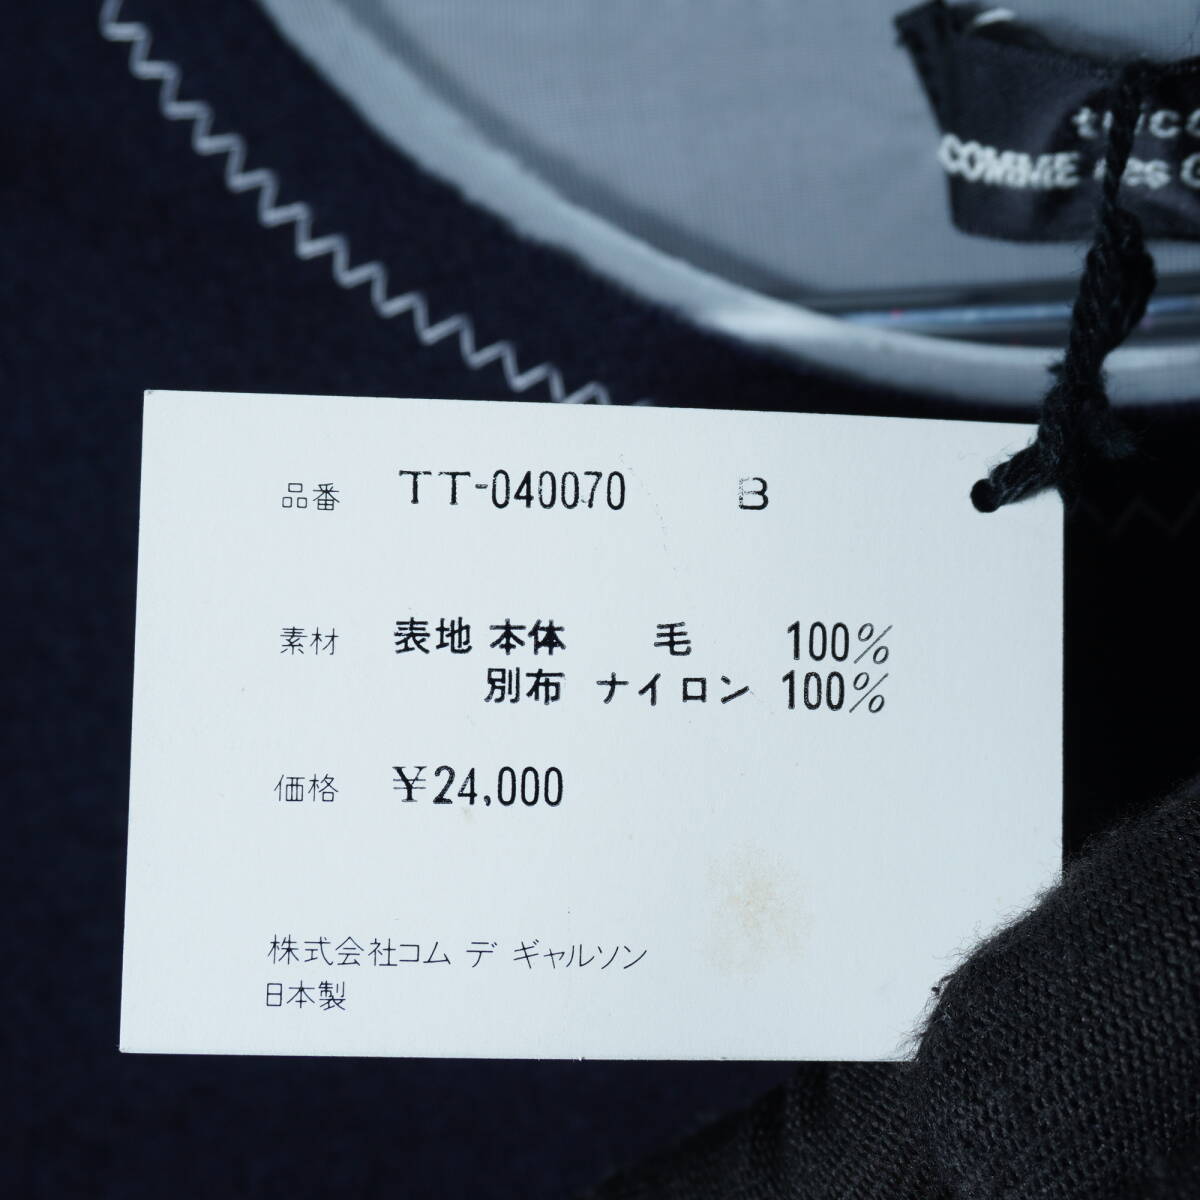 COMME des
品番 TT-040070 B
素材 表地 本体 毛 100%
別布 ナイロン 100%
価格 ¥24,000
株式会社コム デ ギャルソン
日本製